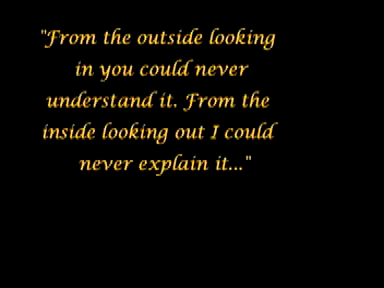 "From the outside looking
in you could never
understand it. From the
inside looking out I could
never explain it..."